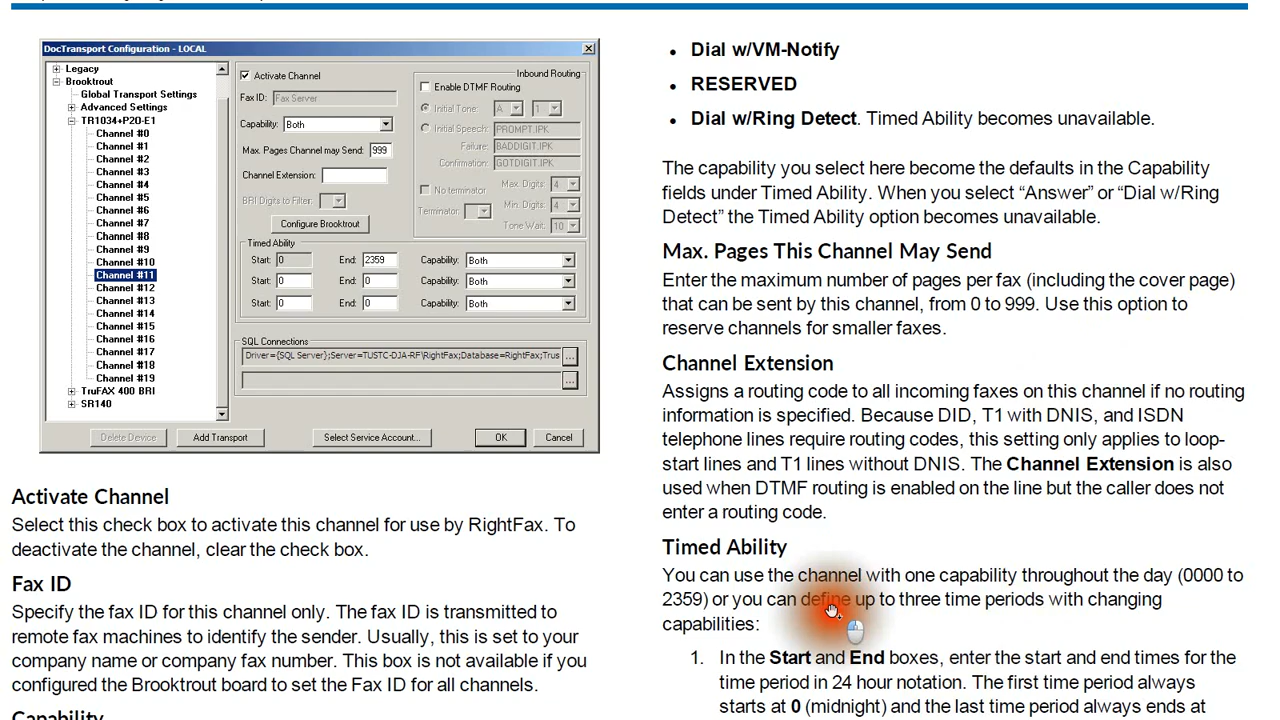 DocTransport Configuration - LOCAL
Legacy
Brooktrout
Global Transport Settings
Advanced Settings
TR1034+P20-E1
Channel #0
Channel #1
Channel #2
Channel #3
Channel #4
Channel #5
Channel #6
Channel #7
Channel #8
Channel #9
Channel #10
Channel #11
Channel #12
Channel #13
Channel #14
Channel #15
Channel #16
Channel #17
Channel #18
Channel #19
TruFAX 400 BRI
SR140
Activate Channel
Fax ID: Fax Server
Capability: Both
Max. Pages Channel may Send: 999
Channel Extension:
BRI Digits to Filter:
Configure Brooktrout
Inbound Routing
Enable DTMF Routing
Initial Tone: A 1
Initial Speech: PROMPT.IPK
Failure: BADDIGIT.IPK
Confirmation: GOTDIGIT.IPK
No terminator Max. Digits: 4
Terminator: Min. Digits: 4
Tone Wait: 10
Timed Ability
Start: 0 End: 2359 Capability: Both
Start: 0 End: 0 Capability: Both
Start: 0 End: 0 Capability: Both
SQL Connections
Driver={SQL Server};Server=TUSTC-DJA-RF\RightFax;Database=RightFax;Trus ...
...
Delete Device Add Transport Select Service Account... OK Cancel
Activate Channel
Select this check box to activate this channel for use by RightFax. To
deactivate the channel, clear the check box.
Fax ID
Specify the fax ID for this channel only. The fax ID is transmitted to
remote fax machines to identify the sender. Usually, this is set to your
company name or company fax number. This box is not available if you
configured the Brooktrout board to set the Fax ID for all channels.
Capability
• Dial w/VM-Notify
• RESERVED
• Dial w/Ring Detect. Timed Ability becomes unavailable.
The capability you select here become the defaults in the Capability
fields under Timed Ability. When you select “Answer” or “Dial w/Ring
Detect” the Timed Ability option becomes unavailable.
Max. Pages This Channel May Send
Enter the maximum number of pages per fax (including the cover page)
that can be sent by this channel, from 0 to 999. Use this option to
reserve channels for smaller faxes.
Channel Extension
Assigns a routing code to all incoming faxes on this channel if no routing
information is specified. Because DID, T1 with DNIS, and ISDN
telephone lines require routing codes, this setting only applies to loop-
start lines and T1 lines without DNIS. The Channel Extension is also
used when DTMF routing is enabled on the line but the caller does not
enter a routing code.
Timed Ability
You can use the channel with one capability throughout the day (0000 to
2359) or you can define up to three time periods with changing
capabilities:
1. In the Start and End boxes, enter the start and end times for the
time period in 24 hour notation. The first time period always
starts at 0 (midnight) and the last time period always ends at